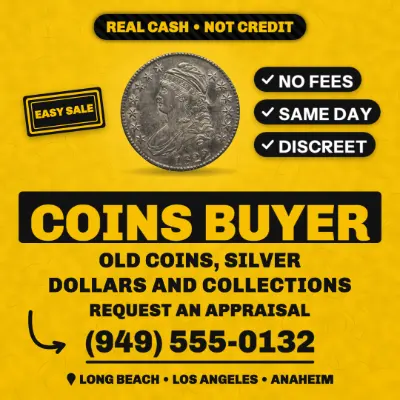 REAL CASH • NOT CREDIT
EASY SALE
✓ NO FEES
✓ SAME DAY
✓ DISCREET
COINS BUYER
OLD COINS, SILVER
DOLLARS AND COLLECTIONS
REQUEST AN APPRAISAL
(949) 555-0132
LONG BEACH • LOS ANGELES • ANAHEIM